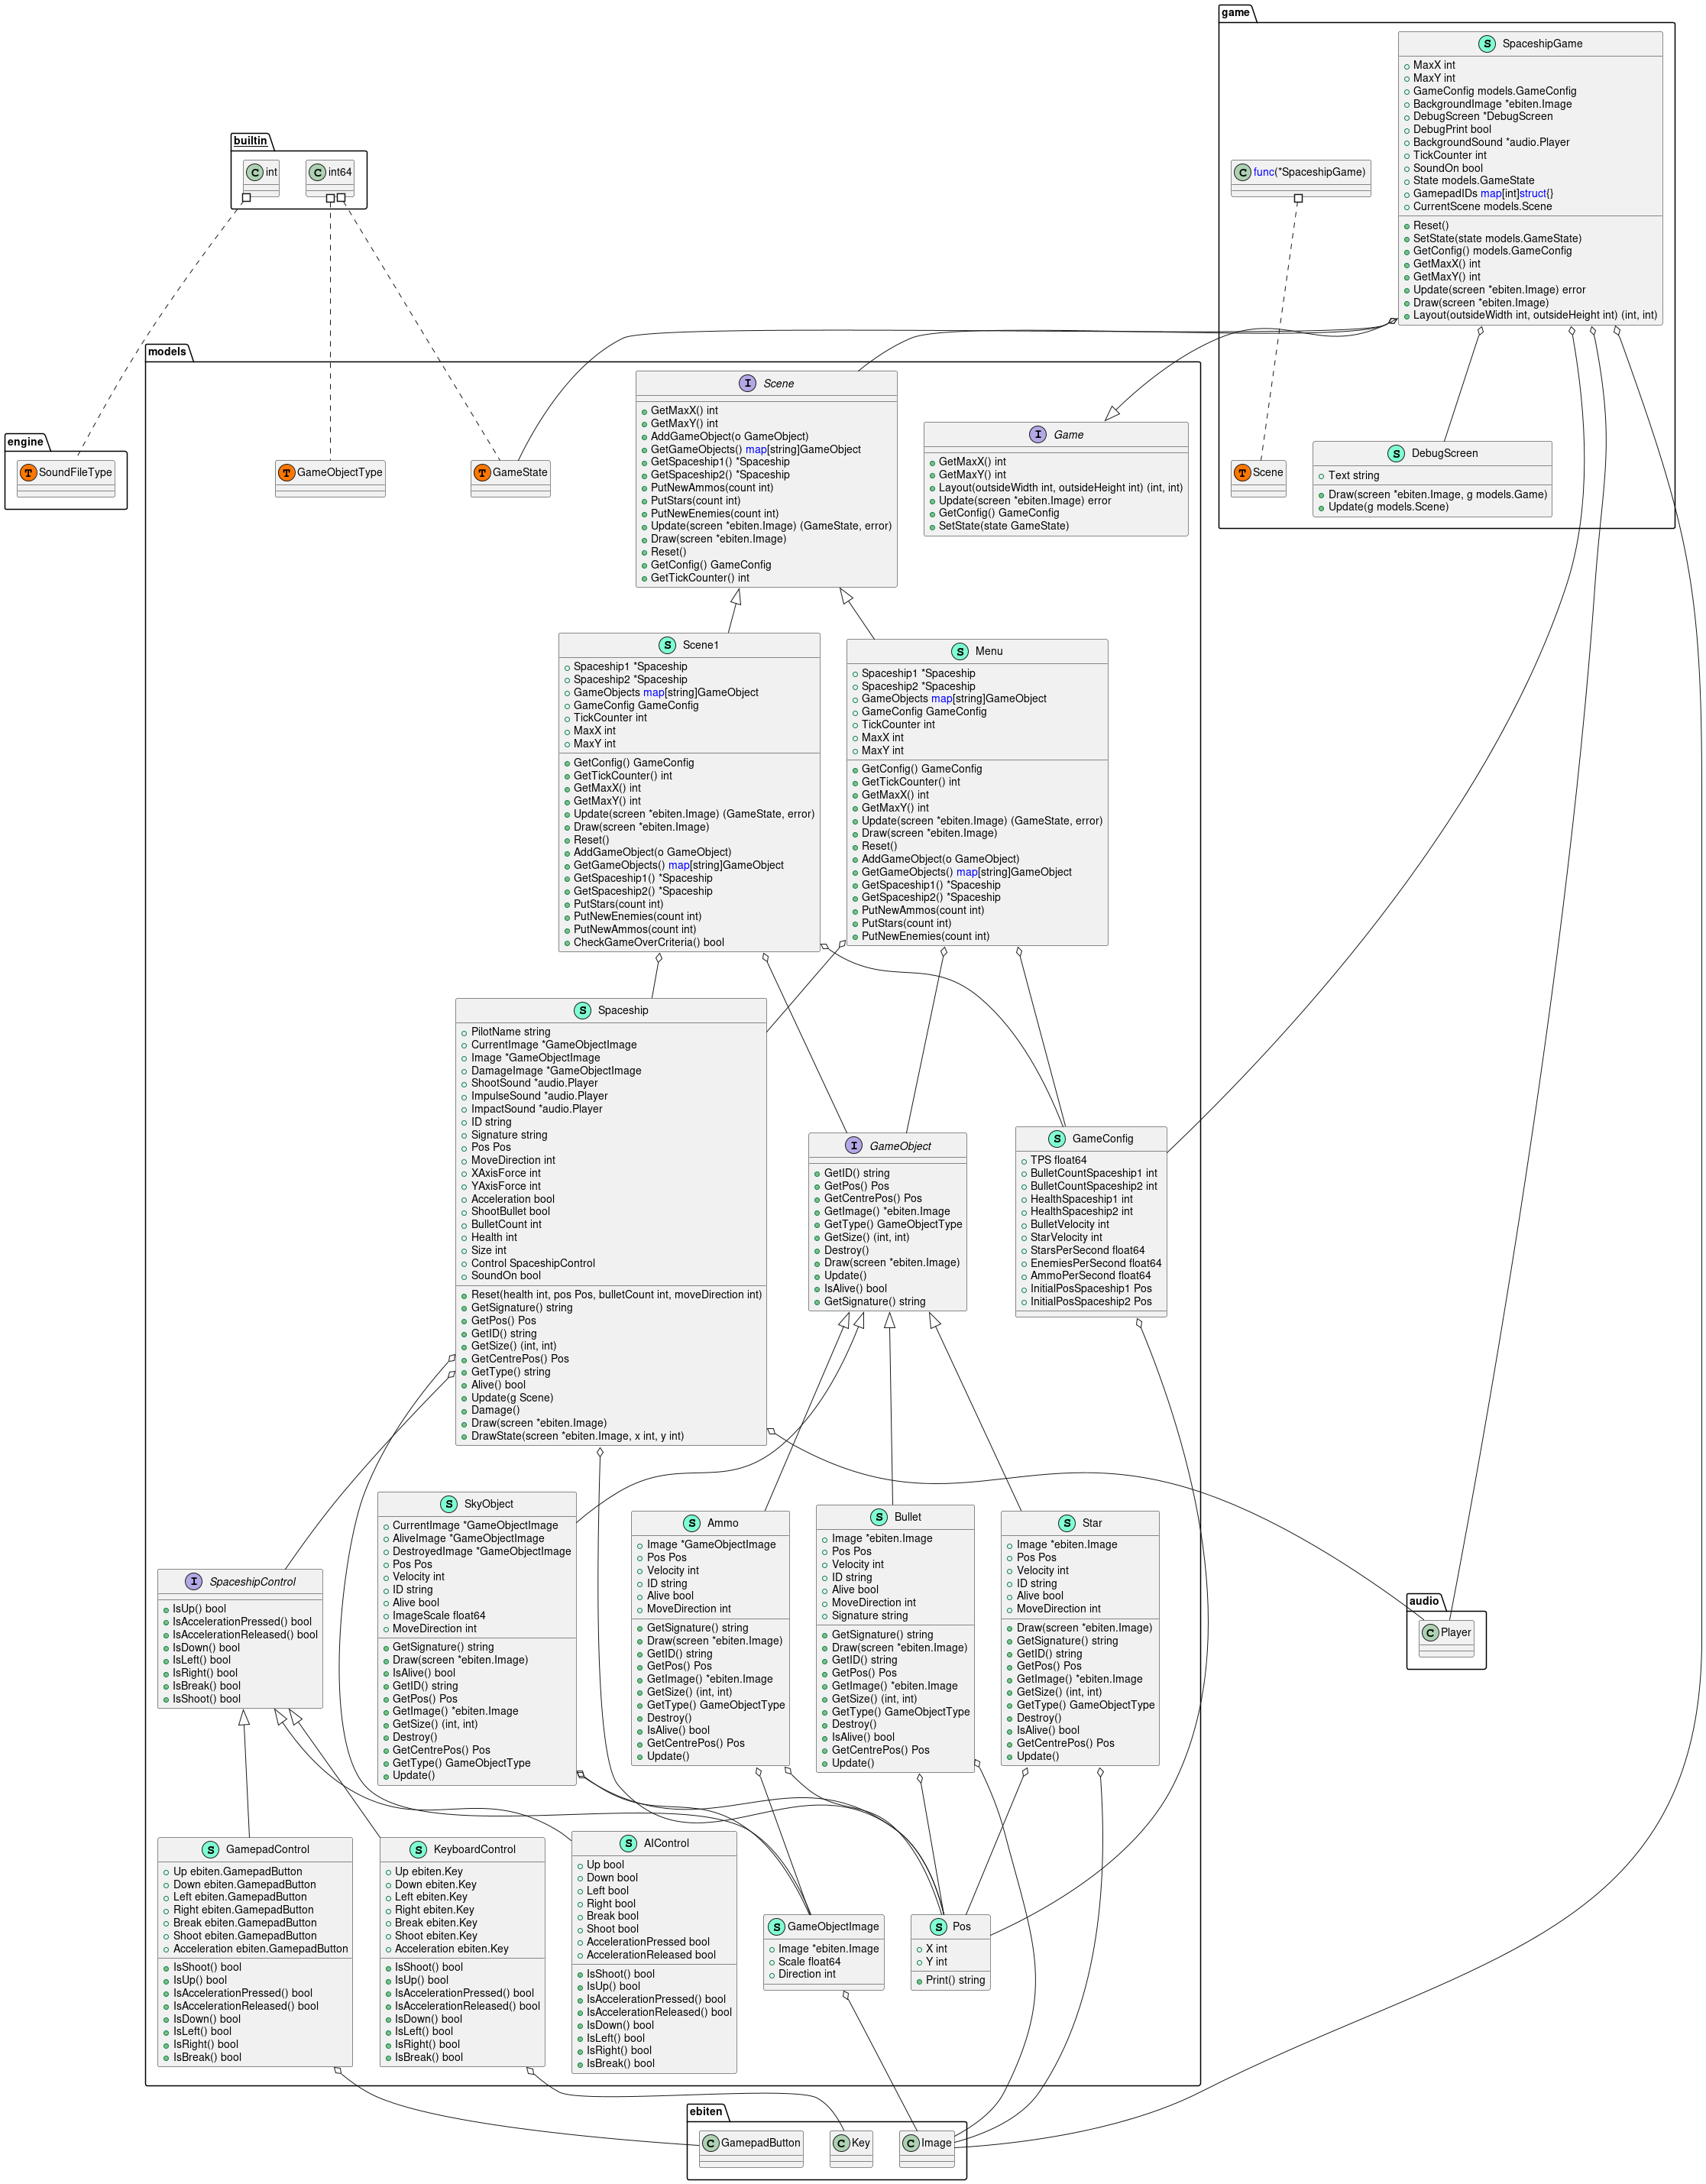 game
S SpaceshipGame
MaxX int
MaxY int
GameConfig models.GameConfig
BackgroundImage *ebiten.Image
DebugScreen *DebugScreen
DebugPrint bool
BackgroundSound *audio.Player
TickCounter int
SoundOn bool
State models.GameState
GamepadIDs map[int]struct{}
CurrentScene models.Scene
Reset()
SetState(state models.GameState)
GetConfig() models.GameConfig
GetMaxX() int
GetMaxY() int
Update(screen *ebiten.Image) error
Draw(screen *ebiten.Image)
Layout(outsideWidth int, outsideHeight int) (int, int)
builtin
C int
C int64
C func(*SpaceshipGame)
models
engine
T SoundFileType
T GameObjectType
T GameState
I Scene
GetMaxX() int
GetMaxY() int
AddGameObject(o GameObject)
GetGameObjects() map[string]GameObject
GetSpaceship1() *Spaceship
GetSpaceship2() *Spaceship
PutNewAmmos(count int)
PutStars(count int)
PutNewEnemies(count int)
Update(screen *ebiten.Image) (GameState, error)
Draw(screen *ebiten.Image)
Reset()
GetConfig() GameConfig
GetTickCounter() int
I Game
GetMaxX() int
GetMaxY() int
Layout(outsideWidth int, outsideHeight int) (int, int)
Update(screen *ebiten.Image) error
GetConfig() GameConfig
SetState(state GameState)
T Scene
S DebugScreen
Text string
Draw(screen *ebiten.Image, g models.Game)
Update(g models.Scene)
S Scene1
Spaceship1 *Spaceship
Spaceship2 *Spaceship
GameObjects map[string]GameObject
GameConfig GameConfig
TickCounter int
MaxX int
MaxY int
GetConfig() GameConfig
GetTickCounter() int
GetMaxX() int
GetMaxY() int
Update(screen *ebiten.Image) (GameState, error)
Draw(screen *ebiten.Image)
Reset()
AddGameObject(o GameObject)
GetGameObjects() map[string]GameObject
GetSpaceship1() *Spaceship
GetSpaceship2() *Spaceship
PutStars(count int)
PutNewEnemies(count int)
PutNewAmmos(count int)
CheckGameOverCriteria() bool
S Menu
Spaceship1 *Spaceship
Spaceship2 *Spaceship
GameObjects map[string]GameObject
GameConfig GameConfig
TickCounter int
MaxX int
MaxY int
GetConfig() GameConfig
GetTickCounter() int
GetMaxX() int
GetMaxY() int
Update(screen *ebiten.Image) (GameState, error)
Draw(screen *ebiten.Image)
Reset()
AddGameObject(o GameObject)
GetGameObjects() map[string]GameObject
GetSpaceship1() *Spaceship
GetSpaceship2() *Spaceship
PutNewAmmos(count int)
PutStars(count int)
PutNewEnemies(count int)
S Spaceship
PilotName string
CurrentImage *GameObjectImage
Image *GameObjectImage
DamageImage *GameObjectImage
ShootSound *audio.Player
ImpulseSound *audio.Player
ImpactSound *audio.Player
ID string
Signature string
Pos Pos
MoveDirection int
XAxisForce int
YAxisForce int
Acceleration bool
ShootBullet bool
BulletCount int
Health int
Size int
Control SpaceshipControl
SoundOn bool
Reset(health int, pos Pos, bulletCount int, moveDirection int)
GetSignature() string
GetPos() Pos
GetID() string
GetSize() (int, int)
GetCentrePos() Pos
GetType() string
Alive() bool
Update(g Scene)
Damage()
Draw(screen *ebiten.Image)
DrawState(screen *ebiten.Image, x int, y int)
I GameObject
GetID() string
GetPos() Pos
GetCentrePos() Pos
GetImage() *ebiten.Image
GetType() GameObjectType
GetSize() (int, int)
Destroy()
Draw(screen *ebiten.Image)
Update()
IsAlive() bool
GetSignature() string
S GameConfig
TPS float64
BulletCountSpaceship1 int
BulletCountSpaceship2 int
HealthSpaceship1 int
HealthSpaceship2 int
BulletVelocity int
StarVelocity int
StarsPerSecond float64
EnemiesPerSecond float64
AmmoPerSecond float64
InitialPosSpaceship1 Pos
InitialPosSpaceship2 Pos
I SpaceshipControl
IsUp() bool
IsAccelerationPressed() bool
IsAccelerationReleased() bool
IsDown() bool
IsLeft() bool
IsRight() bool
IsBreak() bool
IsShoot() bool
S SkyObject
CurrentImage *GameObjectImage
AliveImage *GameObjectImage
DestroyedImage *GameObjectImage
Pos Pos
Velocity int
ID string
Alive bool
ImageScale float64
MoveDirection int
GetSignature() string
Draw(screen *ebiten.Image)
IsAlive() bool
GetID() string
GetPos() Pos
GetImage() *ebiten.Image
GetSize() (int, int)
Destroy()
GetCentrePos() Pos
GetType() GameObjectType
Update()
S Ammo
Image *GameObjectImage
Pos Pos
Velocity int
ID string
Alive bool
MoveDirection int
GetSignature() string
Draw(screen *ebiten.Image)
GetID() string
GetPos() Pos
GetImage() *ebiten.Image
GetSize() (int, int)
GetType() GameObjectType
Destroy()
IsAlive() bool
GetCentrePos() Pos
Update()
S Bullet
Image *ebiten.Image
Pos Pos
Velocity int
ID string
Alive bool
MoveDirection int
Signature string
GetSignature() string
Draw(screen *ebiten.Image)
GetID() string
GetPos() Pos
GetImage() *ebiten.Image
GetSize() (int, int)
GetType() GameObjectType
Destroy()
IsAlive() bool
GetCentrePos() Pos
Update()
S Star
Image *ebiten.Image
Pos Pos
Velocity int
ID string
Alive bool
MoveDirection int
Draw(screen *ebiten.Image)
GetSignature() string
GetID() string
GetPos() Pos
GetImage() *ebiten.Image
GetSize() (int, int)
GetType() GameObjectType
Destroy()
IsAlive() bool
GetCentrePos() Pos
Update()
audio
C Player
S GamepadControl
Up ebiten.GamepadButton
Down ebiten.GamepadButton
Left ebiten.GamepadButton
Right ebiten.GamepadButton
Break ebiten.GamepadButton
Shoot ebiten.GamepadButton
Acceleration ebiten.GamepadButton
IsShoot() bool
IsUp() bool
IsAccelerationPressed() bool
IsAccelerationReleased() bool
IsDown() bool
IsLeft() bool
IsRight() bool
IsBreak() bool
S KeyboardControl
Up ebiten.Key
Down ebiten.Key
Left ebiten.Key
Right ebiten.Key
Break ebiten.Key
Shoot ebiten.Key
Acceleration ebiten.Key
IsShoot() bool
IsUp() bool
IsAccelerationPressed() bool
IsAccelerationReleased() bool
IsDown() bool
IsLeft() bool
IsRight() bool
IsBreak() bool
S AIControl
Up bool
Down bool
Left bool
Right bool
Break bool
Shoot bool
AccelerationPressed bool
AccelerationReleased bool
IsShoot() bool
IsUp() bool
IsAccelerationPressed() bool
IsAccelerationReleased() bool
IsDown() bool
IsLeft() bool
IsRight() bool
IsBreak() bool
S GameObjectImage
Image *ebiten.Image
Scale float64
Direction int
S Pos
X int
Y int
Print() string
ebiten
C GamepadButton
C Key
C Image